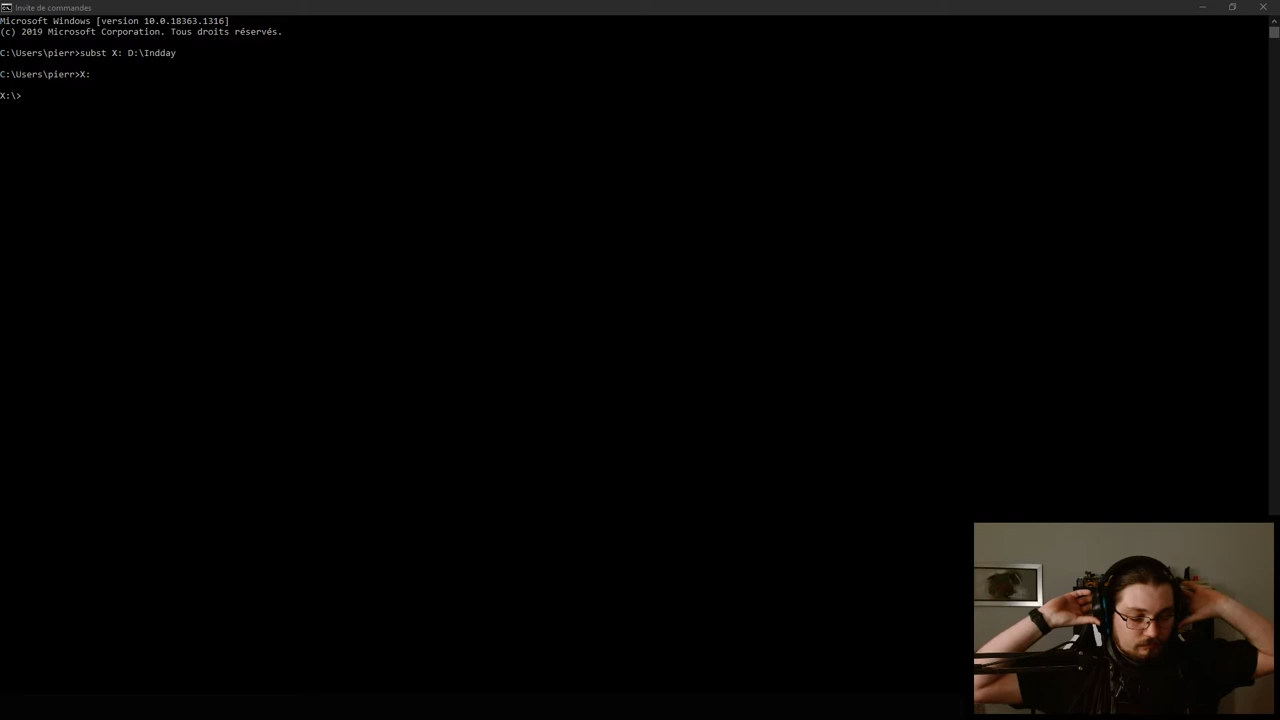 Invite de commandes
Microsoft Windows [version 10.0.18363.1316]
(c) 2019 Microsoft Corporation. Tous droits réservés.
C:\Users\pierr>subst X: D:\Indday
C:\Users\pierr>X:
X:\>